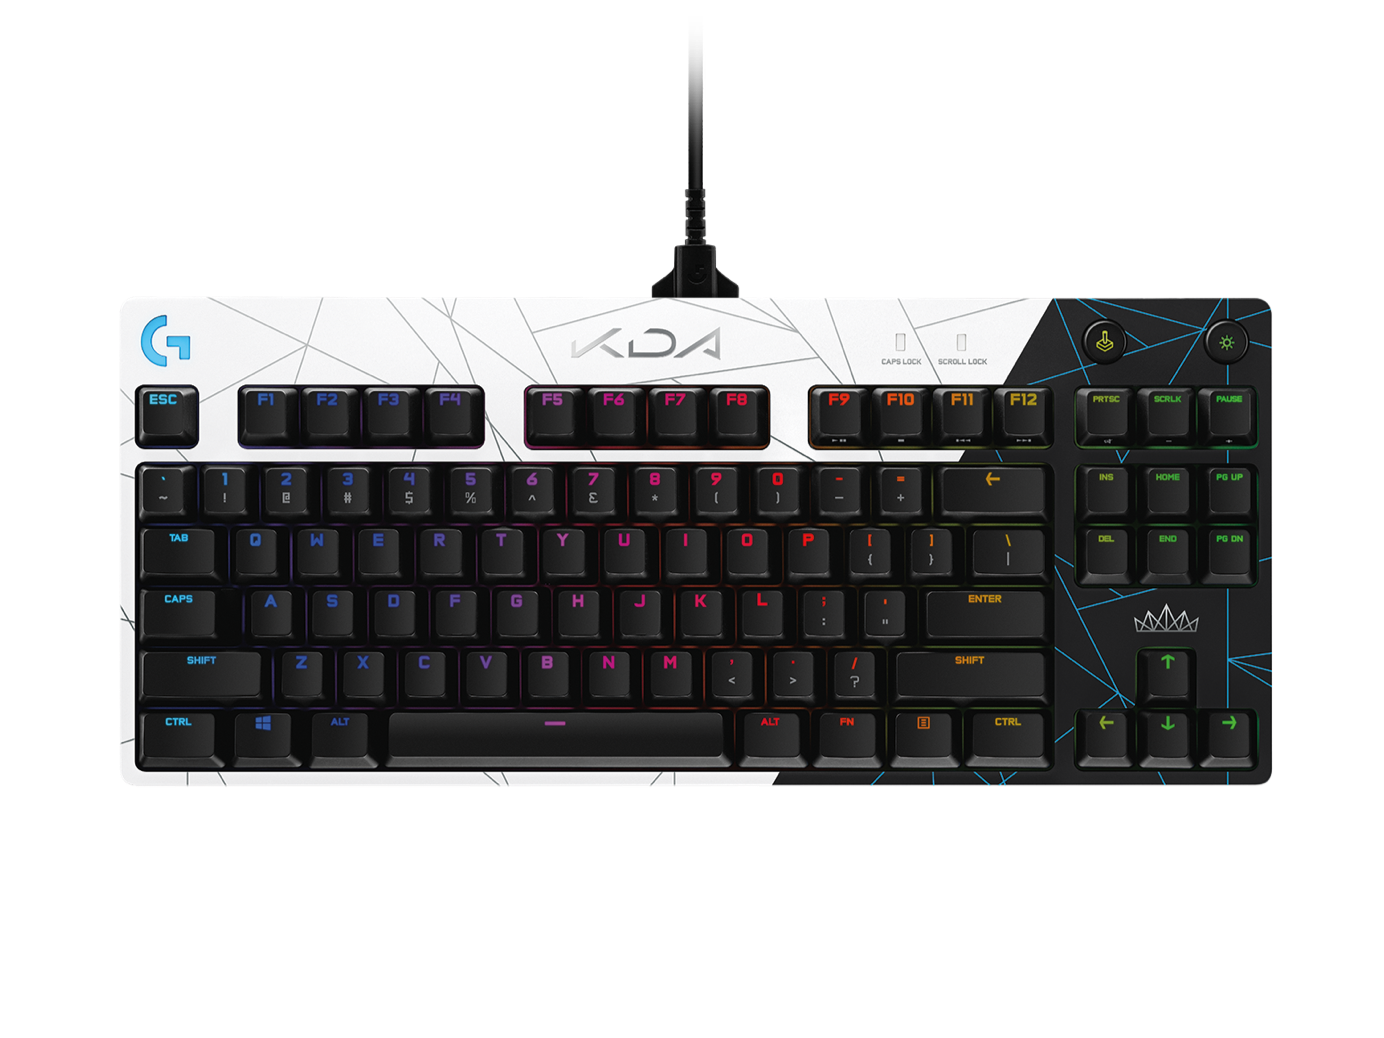 KDA
CAPS LOCK SCROLL LOCK
ESC F1 F2 F3 F4 F5 F6 F7 F8 F9 F10 F11 F12 PRTSC SCRLK PAUSE
` 1 2 3 4 5 6 7 8 9 0 - = ← INS HOME PG UP
~ ! @ # $ % ^ & * ( ) _ +
TAB Q W E R T Y U I O P [ ] \ DEL END PG DN
{ } |
CAPS A S D F G H J K L ; ' ENTER
: "
SHIFT Z X C V B N M , . / SHIFT ↑
< > ?
CTRL ALT ALT FN CTRL ← ↓ →